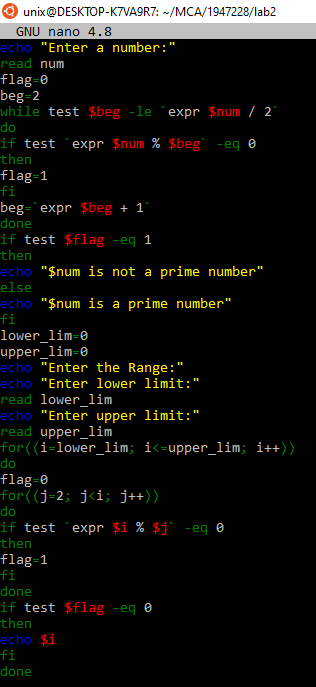 unix@DESKTOP-K7VA9R7: ~/MCA/1947228/lab2
GNU nano 4.8
echo "Enter a number:"
read num
flag=0
beg=2
while test $beg -le `expr $num / 2`
do
if test `expr $num % $beg` -eq 0
then
flag=1
fi
beg=`expr $beg + 1`
done
if test $flag -eq 1
then
echo "$num is not a prime number"
else
echo "$num is a prime number"
fi
lower_lim=0
upper_lim=0
echo "Enter the Range:"
echo "Enter lower limit:"
read lower_lim
echo "Enter upper limit:"
read upper_lim
for((i=lower_lim; i<=upper_lim; i++))
do
flag=0
for((j=2; j<i; j++))
do
if test `expr $i % $j` -eq 0
then
flag=1
fi
done
if test $flag -eq 0
then
echo $i
fi
done